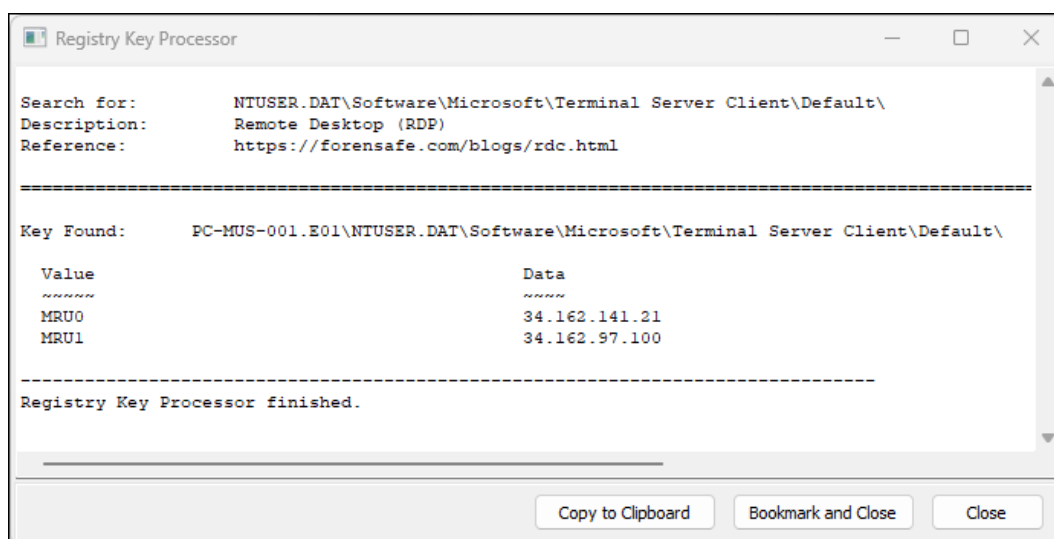 Registry Key Processor
Search for: NTUSER.DAT\Software\Microsoft\Terminal Server Client\Default\
Description: Remote Desktop (RDP)
Reference: https://forensafe.com/blogs/rdc.html
================================================================================================
Key Found: PC-MUS-001.E01\NTUSER.DAT\Software\Microsoft\Terminal Server Client\Default\
Value Data
~~~~~ ~~~~
MRU0 34.162.141.21
MRU1 34.162.97.100
--------------------------------------------------------------------------------
Registry Key Processor finished.
Copy to Clipboard Bookmark and Close Close